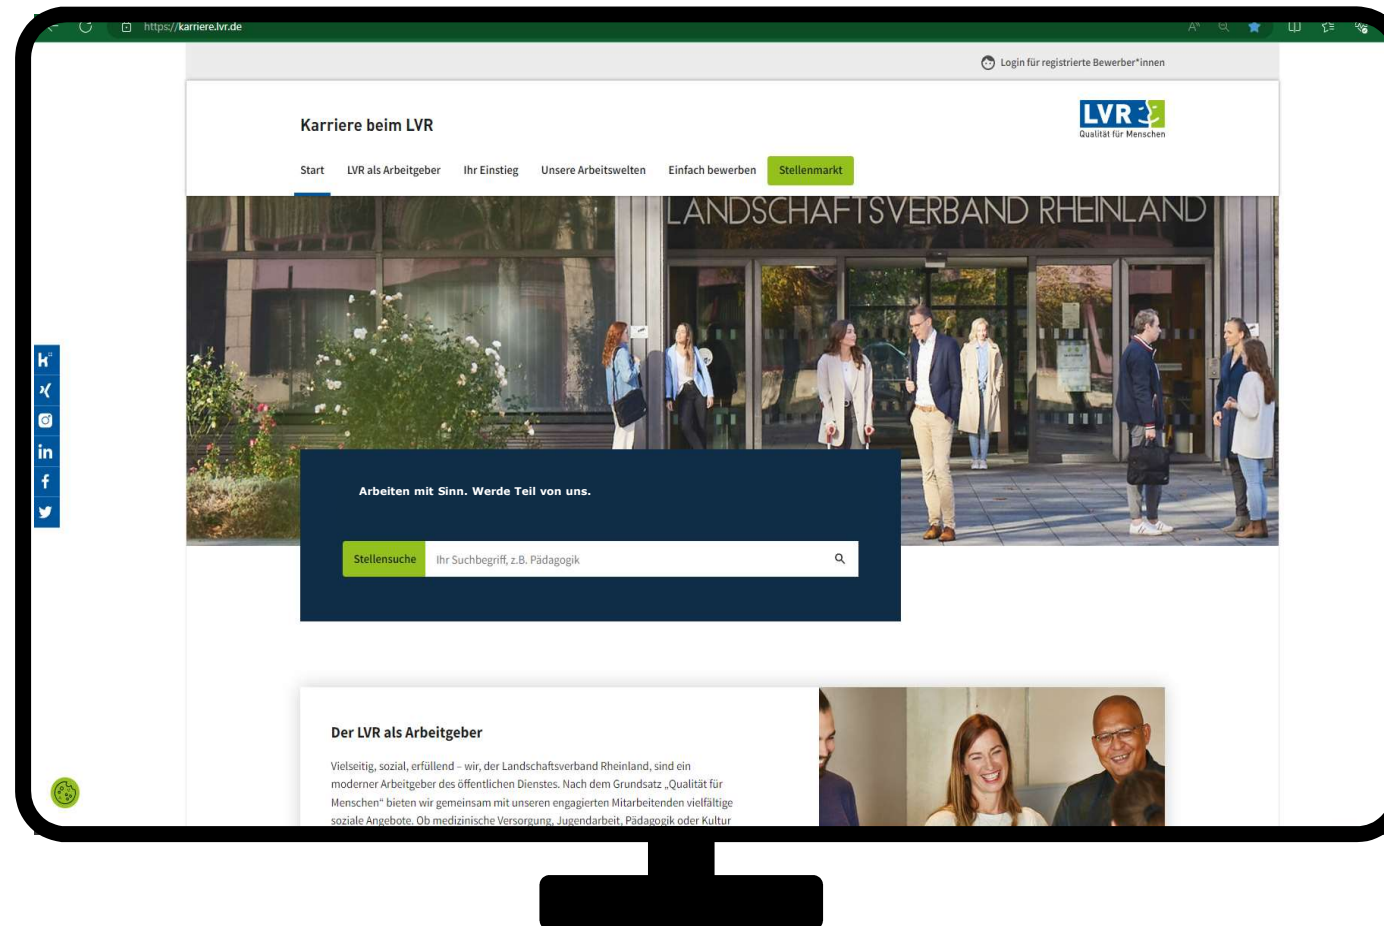 https://karriere.lvr.de
Login für registrierte Bewerber*innen
Karriere beim LVR
LVR
Qualität für Menschen
Start LVR als Arbeitgeber Ihr Einstieg Unsere Arbeitswelten Einfach bewerben Stellenmarkt
LANDSCHAFTSVERBAND RHEINLAND
Arbeiten mit Sinn. Werde Teil von uns.
Stellensuche Ihr Suchbegriff, z.B. Pädagogik
Der LVR als Arbeitgeber
Vielseitig, sozial, erfüllend – wir, der Landschaftsverband Rheinland, sind ein
moderner Arbeitgeber des öffentlichen Dienstes. Nach dem Grundsatz „Qualität für
Menschen“ bieten wir gemeinsam mit unseren engagierten Mitarbeitenden vielfältige
soziale Angebote. Ob medizinische Versorgung, Jugendarbeit, Pädagogik oder Kultur